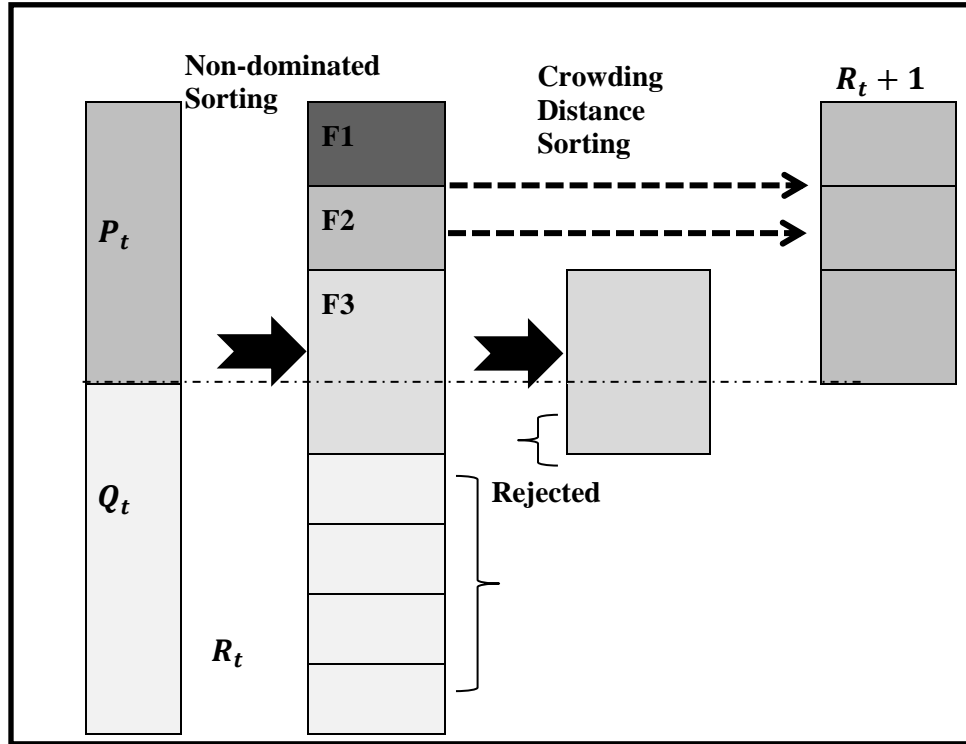 Non-dominated
Sorting
Crowding
Distance
Sorting
R_t + 1
F1
F2
F3
P_t
Q_t
R_t
Rejected